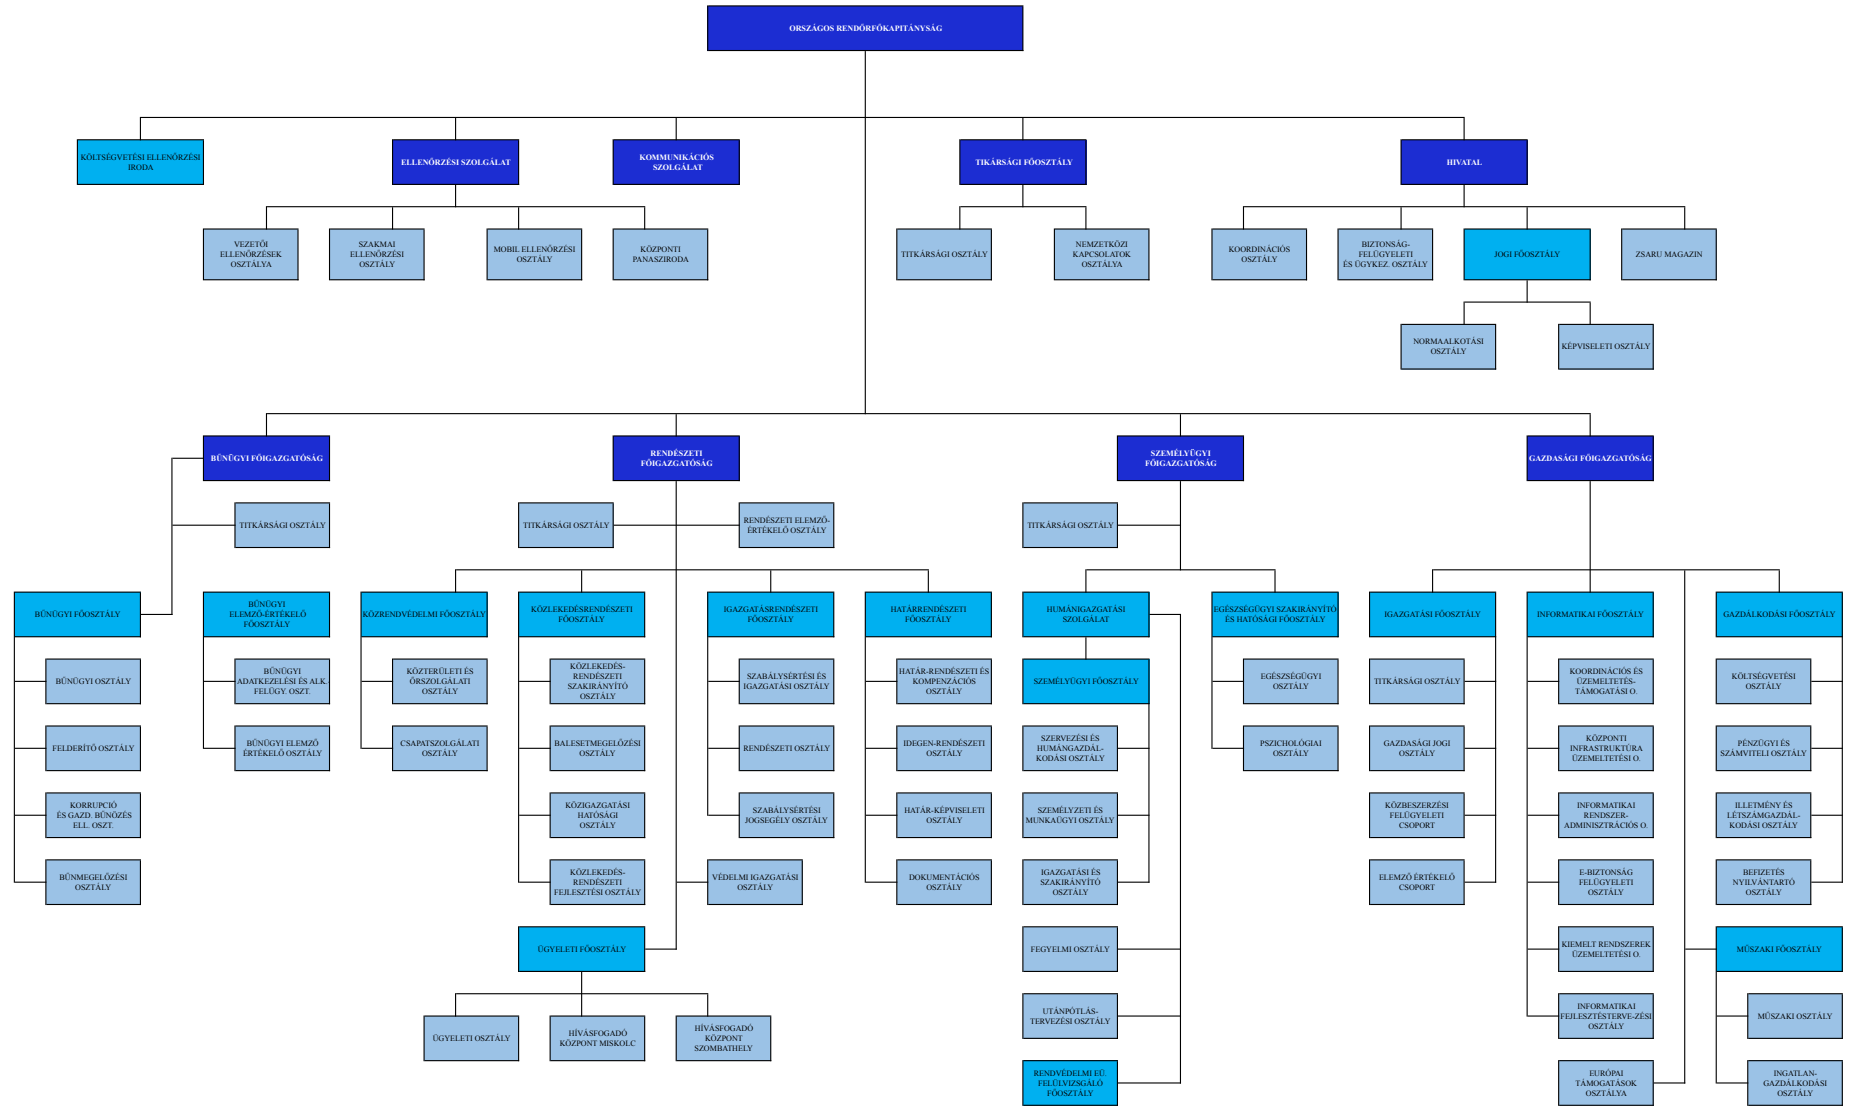 ORSZÁGOS RENDŐRFŐKAPITÁNYSÁG
KÖLTSÉGVETÉSI ELLENŐRZÉSI
IRODA
ELLENŐRZÉSI SZOLGÁLAT
KOMMUNIKÁCIÓS
SZOLGÁLAT
TIKÁRSÁGI FŐOSZTÁLY
HIVATAL
VEZETŐI
ELLENŐRZÉSEK
OSZTÁLYA
SZAKMAI
ELLENŐRZÉSI
OSZTÁLY
MOBIL ELLENŐRZÉSI
OSZTÁLY
KÖZPONTI
PANASZIRODA
TITKÁRSÁGI OSZTÁLY
NEMZETKÖZI
KAPCSOLATOK
OSZTÁLYA
KOORDINÁCIÓS
OSZTÁLY
BIZTONSÁG-
FELÜGYELETI
ÉS ÜGYKEZ. OSZTÁLY
JOGI FŐOSZTÁLY
ZSARU MAGAZIN
NORMAALKOTÁSI
OSZTÁLY
KÉPVISELETI OSZTÁLY
BŰNÜGYI FŐIGAZGATÓSÁG
RENDÉSZETI
FŐIGAZGATÓSÁG
SZEMÉLYÜGYI
FŐIGAZGATÓSÁG
GAZDASÁGI FŐIGAZGATÓSÁG
TITKÁRSÁGI OSZTÁLY
TITKÁRSÁGI OSZTÁLY
RENDÉSZETI ELEMZŐ-
ÉRTÉKELŐ OSZTÁLY
TITKÁRSÁGI OSZTÁLY
BŰNÜGYI FŐOSZTÁLY
BŰNÜGYI
ELEMZŐ-ÉRTÉKELŐ
FŐOSZTÁLY
KÖZRENDVÉDELMI FŐOSZTÁLY
KÖZLEKEDÉSRENDÉSZETI
FŐOSZTÁLY
IGAZGATÁSRENDÉSZETI
FŐOSZTÁLY
HATÁRRENDÉSZETI
FŐOSZTÁLY
HUMÁNIGAZGATÁSI
SZOLGÁLAT
EGÉSZSÉGÜGYI SZAKIRÁNYÍTÓ
ÉS HATÓSÁGI FŐOSZTÁLY
IGAZGATÁSI FŐOSZTÁLY
INFORMATIKAI FŐOSZTÁLY
GAZDÁLKODÁSI FŐOSZTÁLY
BŰNÜGYI OSZTÁLY
BŰNÜGYI
ADATKEZELÉSI ÉS ALK.
FELÜGY. OSZT.
KÖZTERÜLETI ÉS
ŐRSZOLGÁLATI
OSZTÁLY
KÖZLEKEDÉS-
RENDÉSZETI
SZAKIRÁNYÍTÓ
OSZTÁLY
SZABÁLYSÉRTÉSI ÉS
IGAZGATÁSI OSZTÁLY
HATÁR-RENDÉSZETI ÉS
KOMPENZÁCIÓS
OSZTÁLY
SZEMÉLYÜGYI FŐOSZTÁLY
EGÉSZSÉGÜGYI
OSZTÁLY
TITKÁRSÁGI OSZTÁLY
KOORDINÁCIÓS ÉS
ÜZEMELTETÉS-
TÁMOGATÁSI O.
KÖLTSÉGVETÉSI
OSZTÁLY
FELDERÍTŐ OSZTÁLY
BŰNÜGYI ELEMZŐ
ÉRTÉKELŐ OSZTÁLY
CSAPATSZOLGÁLATI
OSZTÁLY
BALESETMEGELŐZÉSI
OSZTÁLY
RENDÉSZETI OSZTÁLY
IDEGEN-RENDÉSZETI
OSZTÁLY
SZERVEZÉSI ÉS
HUMÁNGAZDÁL-
KODÁSI OSZTÁLY
PSZICHOLÓGIAI
OSZTÁLY
GAZDASÁGI JOGI
OSZTÁLY
KÖZPONTI
INFRASTRUKTÚRA
ÜZEMELTETÉSI O.
PÉNZÜGYI ÉS
SZÁMVITELI OSZTÁLY
KORRUPCIÓ
ÉS GAZD. BŰNÖZÉS
ELL. OSZT.
KÖZIGAZGATÁSI
HATÓSÁGI
OSZTÁLY
SZABÁLYSÉRTÉSI
JOGSEGÉLY OSZTÁLY
HATÁR-KÉPVISELETI
OSZTÁLY
SZEMÉLYZETI ÉS
MUNKAÜGYI OSZTÁLY
KÖZBESZERZÉSI
FELÜGYELETI
CSOPORT
INFORMATIKAI
RENDSZER-
ADMINISZTRÁCIÓS O.
ILLETMÉNY ÉS
LÉTSZÁMGAZDÁL-
KODÁSI OSZTÁLY
BŰNMEGELŐZÉSI
OSZTÁLY
KÖZLEKEDÉS-
RENDÉSZETI
FEJLESZTÉSI OSZTÁLY
VÉDELMI IGAZGATÁSI
OSZTÁLY
DOKUMENTÁCIÓS
OSZTÁLY
IGAZGATÁSI ÉS
SZAKIRÁNYÍTÓ
OSZTÁLY
ELEMZŐ ÉRTÉKELŐ
CSOPORT
E-BIZTONSÁG
FELÜGYELETI
OSZTÁLY
BEFIZETÉS
NYILVÁNTARTÓ
OSZTÁLY
ÜGYELETI FŐOSZTÁLY
FEGYELMI OSZTÁLY
KIEMELT RENDSZEREK
ÜZEMELTETÉSI O.
MŰSZAKI FŐOSZTÁLY
ÜGYELETI OSZTÁLY
HÍVÁSFOGADÓ
KÖZPONT MISKOLC
HÍVÁSFOGADÓ
KÖZPONT
SZOMBATHELY
UTÁNPÓTLÁS-
TERVEZÉSI OSZTÁLY
INFORMATIKAI
FEJLESZTÉSTERVE-ZÉSI
OSZTÁLY
MŰSZAKI OSZTÁLY
RENDVÉDELMI EÜ.
FELÜLVIZSGÁLÓ
FŐOSZTÁLY
EURÓPAI
TÁMOGATÁSOK
OSZTÁLYA
INGATLAN-
GAZDÁLKODÁSI
OSZTÁLY